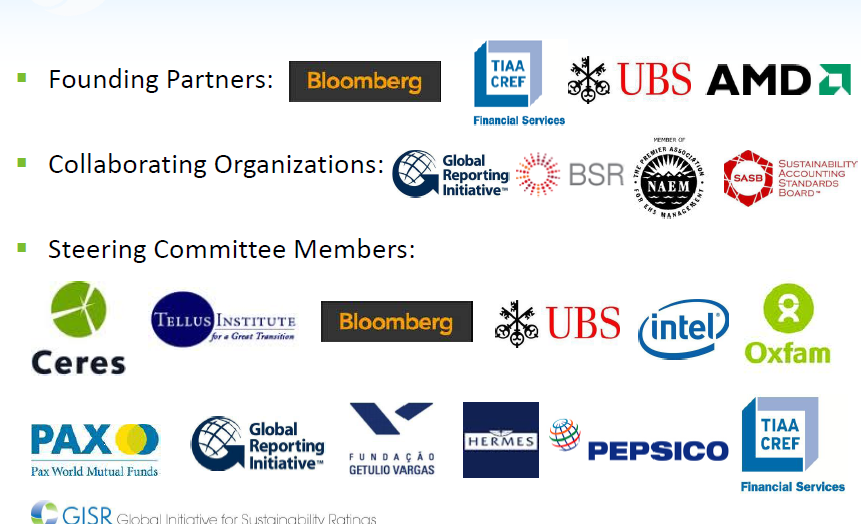 Founding Partners:
Bloomberg
TIAA
CREF
Financial Services
UBS
AMD
Collaborating Organizations:
Global
Reporting
Initiative™
BSR
MEMBER OF
THE PREMIER ASSOCIATION
NAEM
FOR EHS MANAGEMENT
SASB
SUSTAINABILITY
ACCOUNTING
STANDARDS
BOARD™
Steering Committee Members:
Ceres
TELLUS INSTITUTE
for a Great Transition
Bloomberg
UBS
intel
Oxfam
PAX
Pax World Mutual Funds
Global
Reporting
Initiative™
FUNDAÇÃO
GETULIO VARGAS
HERMES
PEPSICO
TIAA
CREF
Financial Services
GISR Global Initiative for Sustainability Ratings